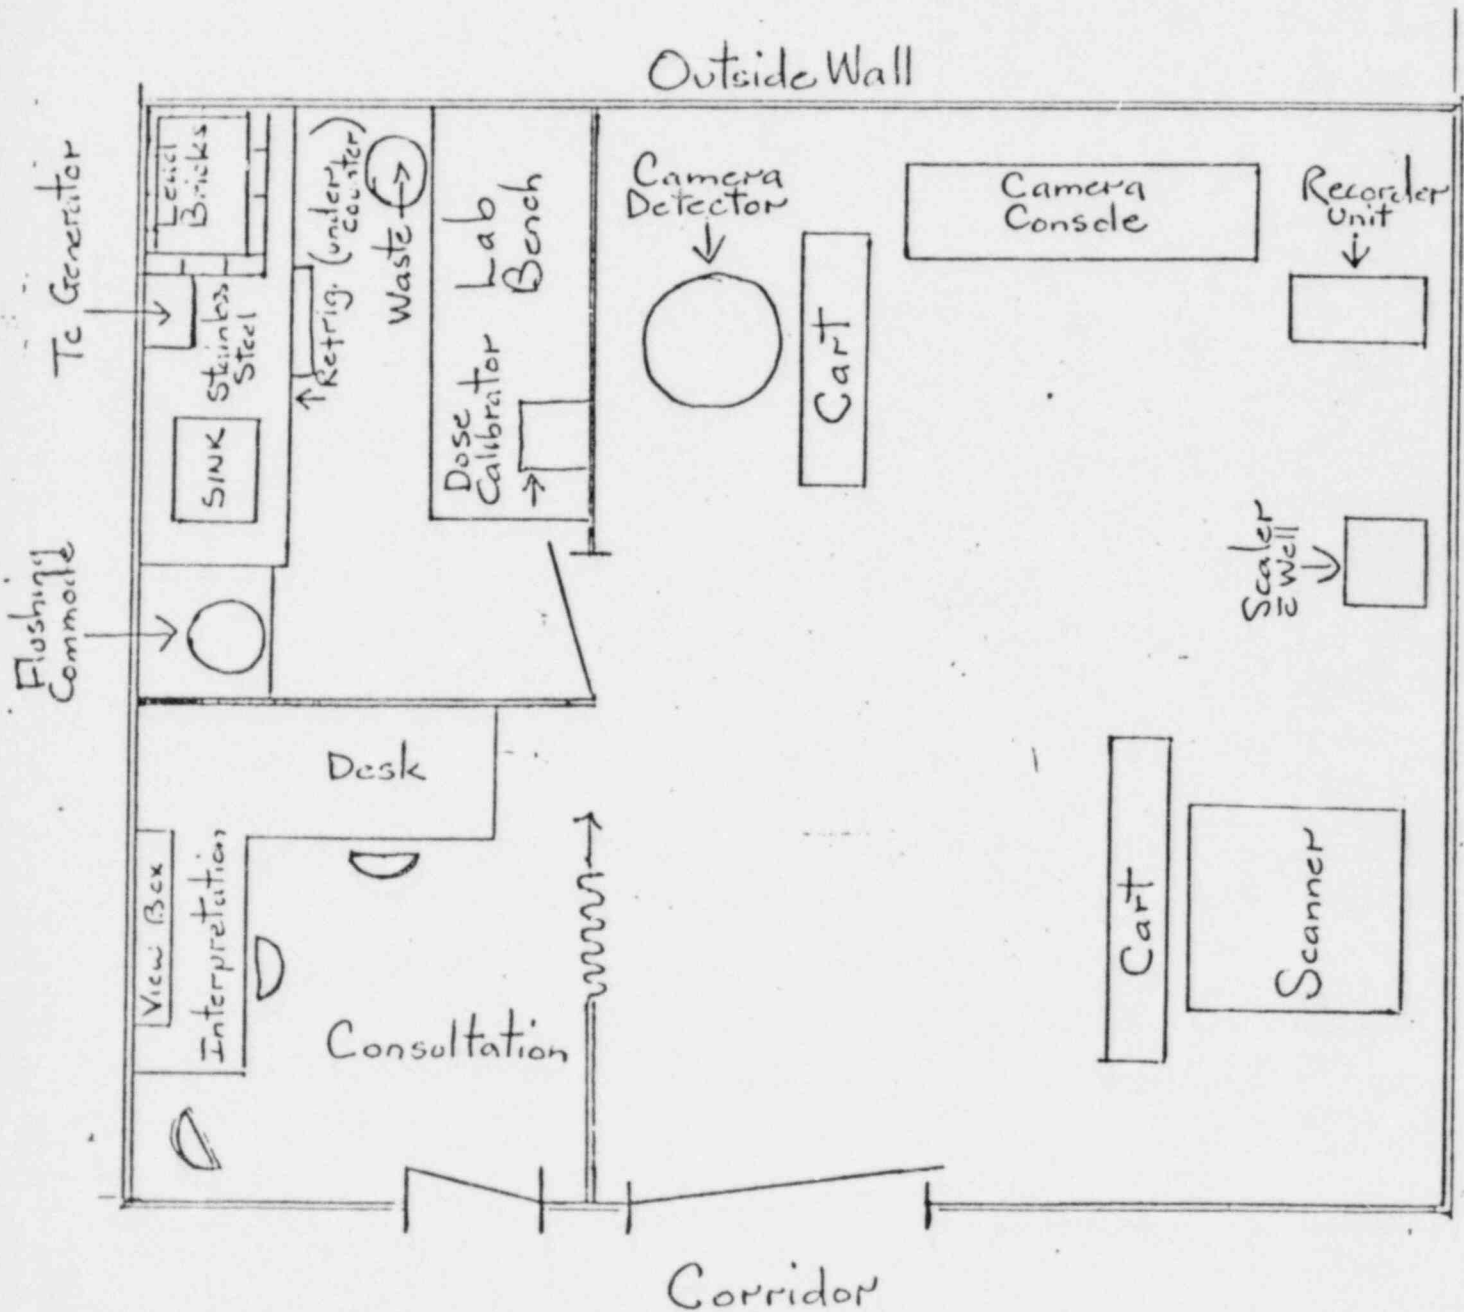 Outside Wall
Lead
Bricks
Refrig. (under
counter)
Waste
Lab
Bench
Camera
Detector
Camera
Console
Recorder
Unit
Tc Generator
Stainless
Steel
Cart
Dose
Calibrator
SINK
Scaler
c̄ Well
Flushing
Commode
Desk
View Box
Interpretation
Cart
Scanner
Consultation
Corridor